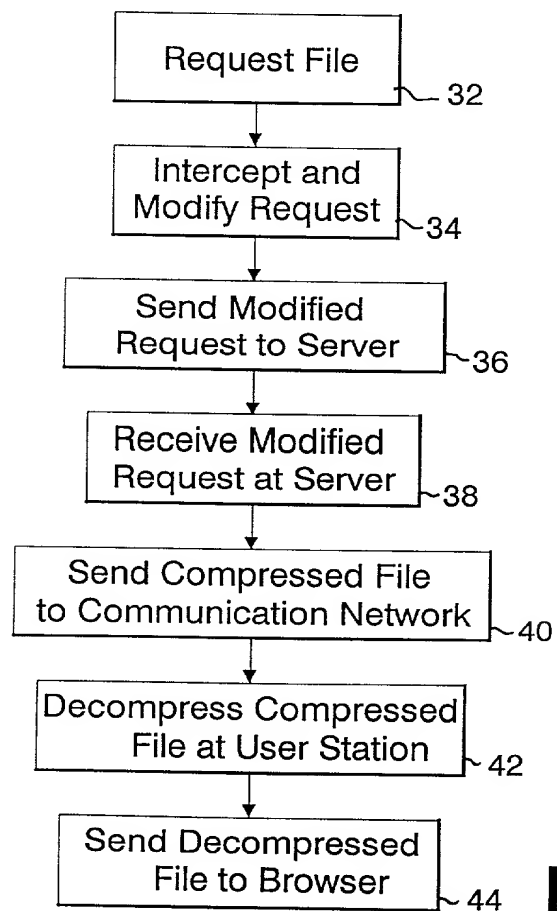 Request File
32
Intercept and
Modify Request
34
Send Modified
Request to Server
36
Receive Modified
Request at Server
38
Send Compressed File
to Communication Network
40
Decompress Compressed
File at User Station
42
Send Decompressed
File to Browser
44